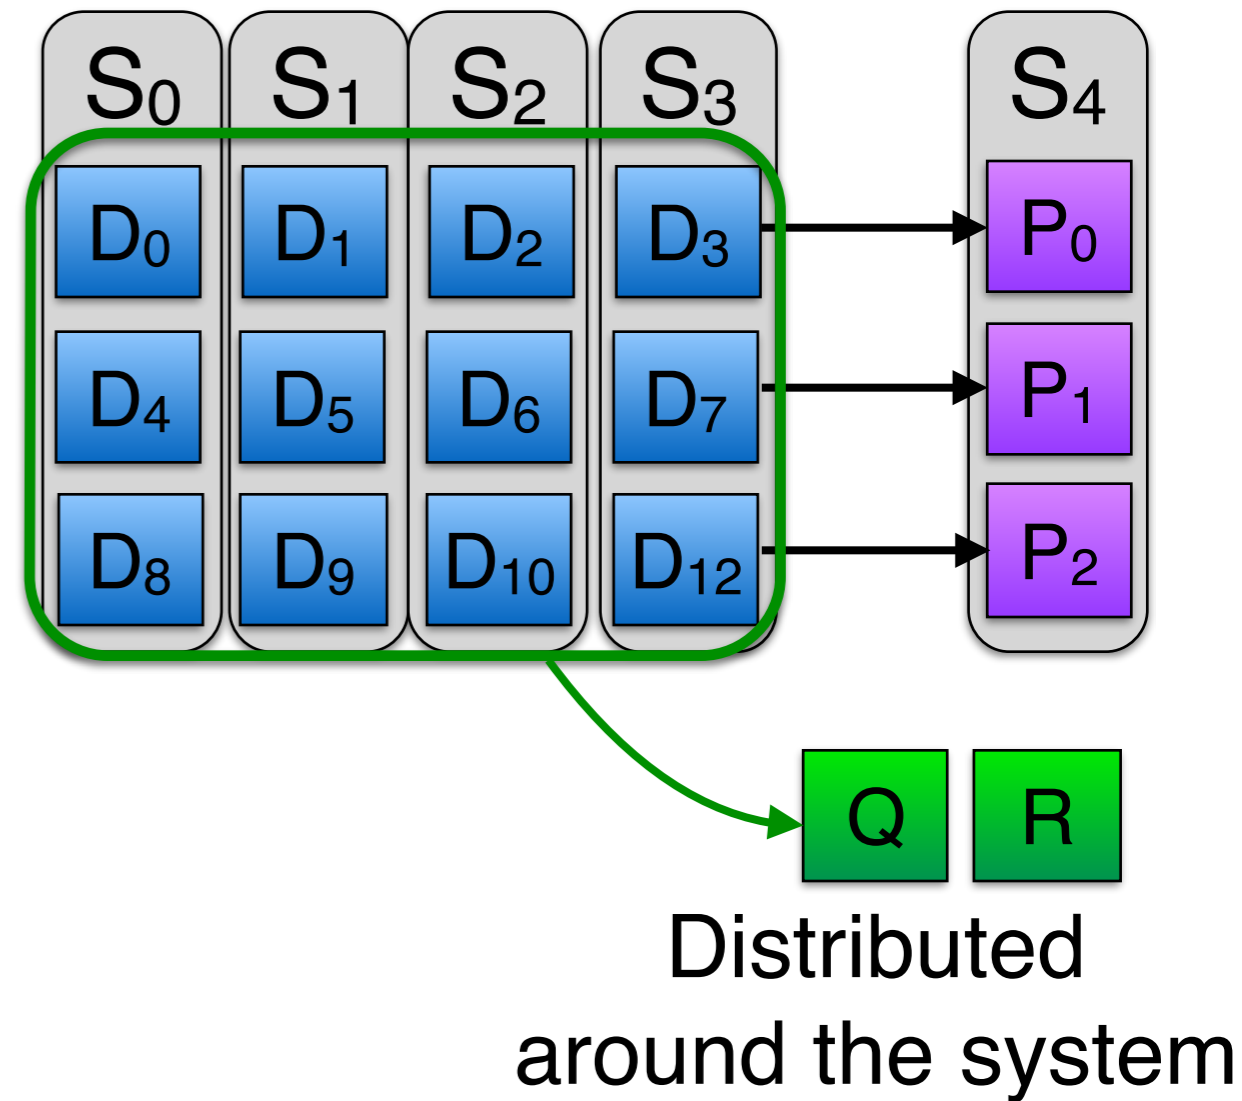 S0 S1 S2 S3 S4
D0 D1 D2 D3 P0
D4 D5 D6 D7 P1
D8 D9 D10 D12 P2
Q R
Distributed
around the system